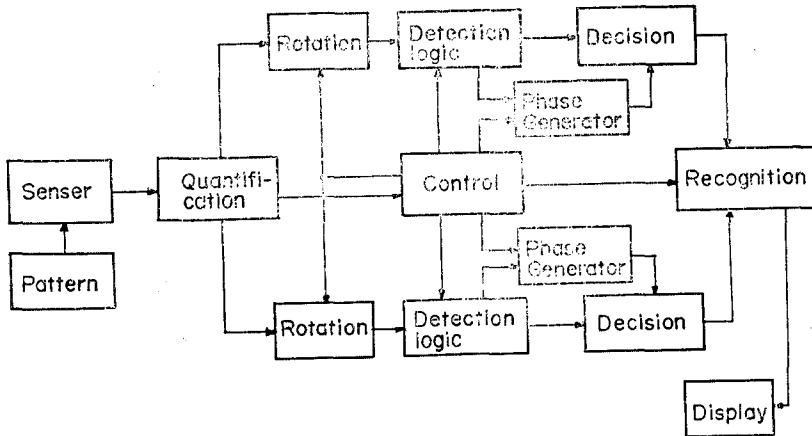 Rotation
Detection
logic
Decision
Phase
Generator
Senser
Quantifi-
cation
Control
Recognition
Pattern
Phase
Generator
Rotation
Detection
logic
Decision
Display